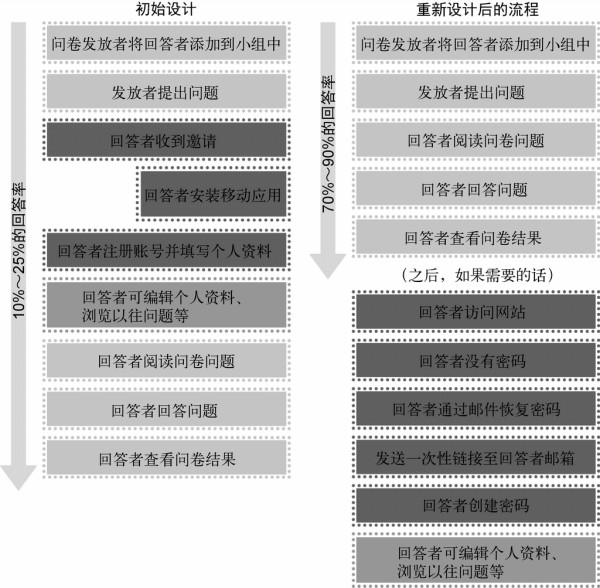 初始设计
10%～25%的回答率
问卷发放者将回答者添加到小组中
发放者提出问题
回答者收到邀请
回答者安装移动应用
回答者注册账号并填写个人资料
回答者可编辑个人资料、
浏览以往问题等
回答者阅读问卷问题
回答者回答问题
回答者查看问卷结果
重新设计后的流程
70%～90%的回答率
问卷发放者将回答者添加到小组中
发放者提出问题
回答者阅读问卷问题
回答者回答问题
回答者查看问卷结果
（之后，如果需要的话）
回答者访问网站
回答者没有密码
回答者通过邮件恢复密码
发送一次性链接至回答者邮箱
回答者创建密码
回答者可编辑个人资料、
浏览以往问题等